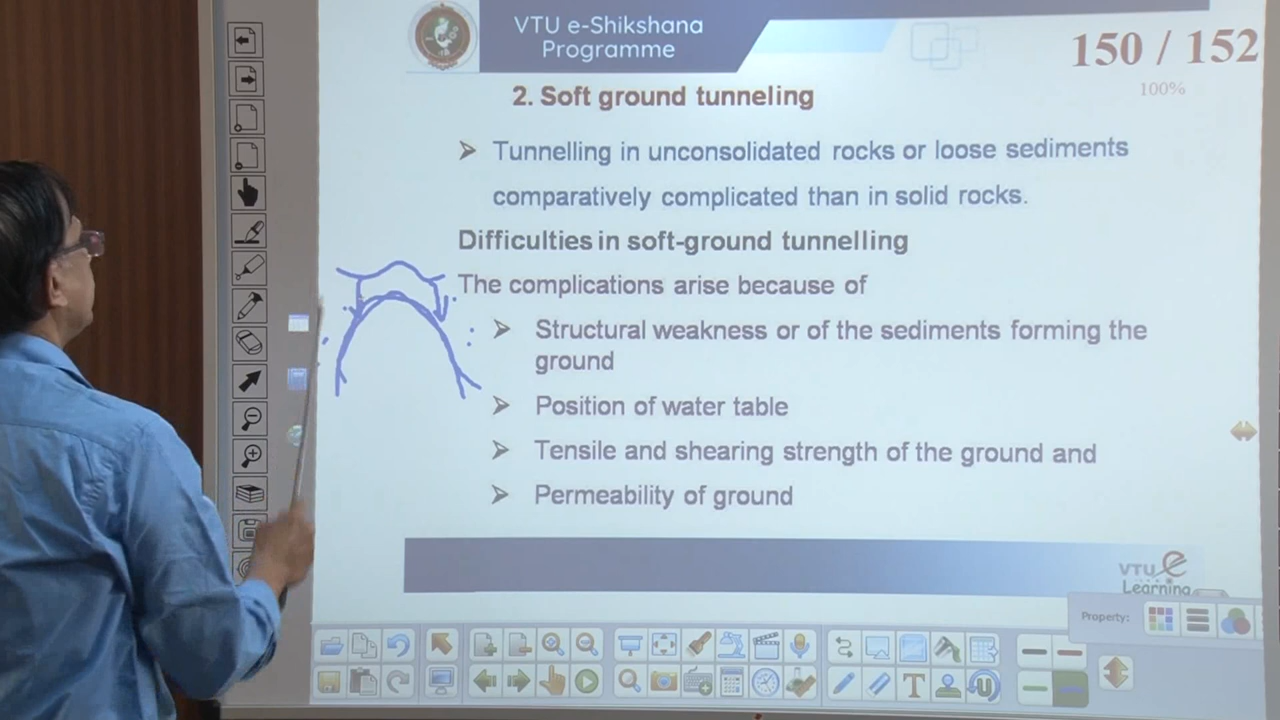 VTU e-Shikshana
Programme
150 / 152
100%
2. Soft ground tunneling
➤ Tunnelling in unconsolidated rocks or loose sediments
comparatively complicated than in solid rocks.
Difficulties in soft-ground tunnelling
The complications arise because of
➤ Structural weakness or of the sediments forming the
ground
➤ Position of water table
➤ Tensile and shearing strength of the ground and
➤ Permeability of ground
VTU e
Learning
Property: